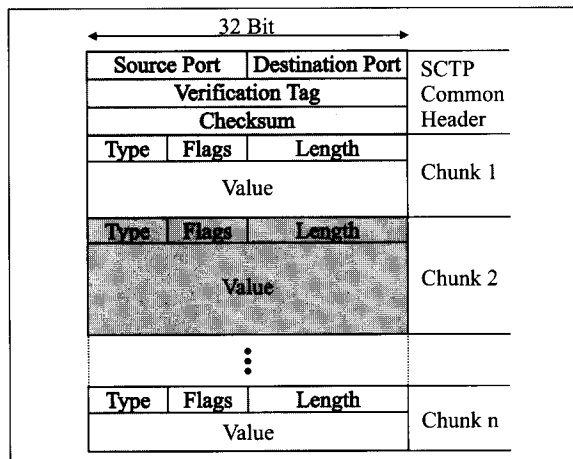 32 Bit
Source Port Destination Port
SCTP
Common
Header
Verification Tag
Checksum
Type Flags Length
Value
Chunk 1
Type Flags Length
Value
Chunk 2
Type Flags Length
Value
Chunk n